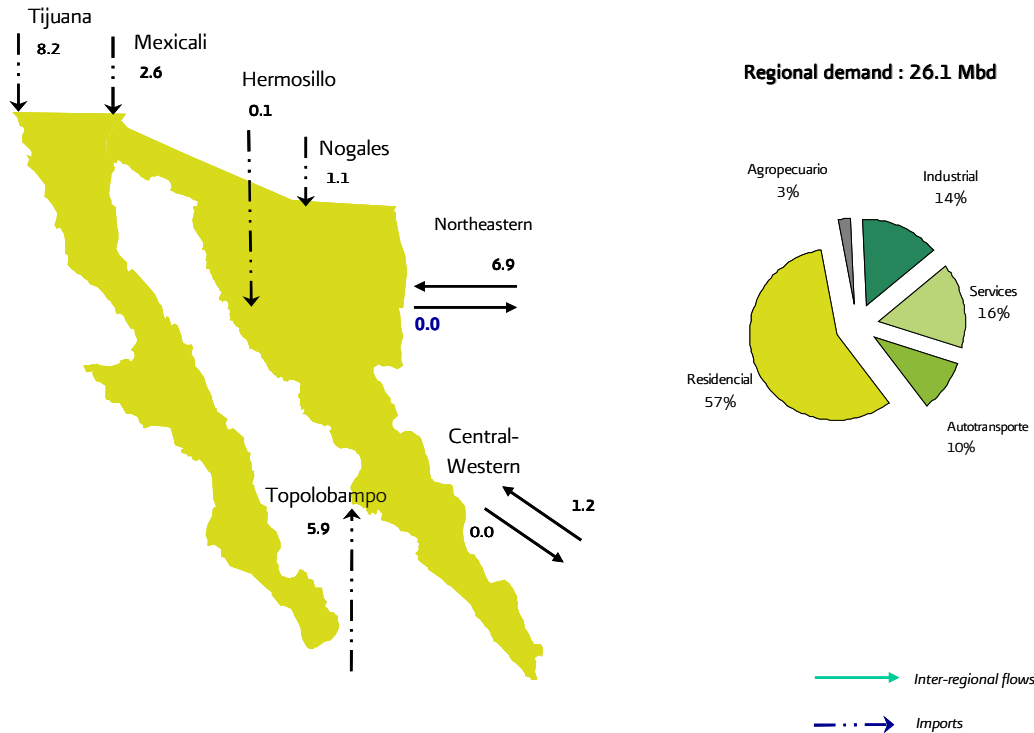 Tijuana
8.2
Mexicali
2.6
Hermosillo
0.1
Nogales
1.1
Northeastern
6.9
0.0
Central-
Western
1.2
0.0
Topolobampo
5.9
Regional demand : 26.1 Mbd
Agropecuario
3%
Industrial
14%
Services
16%
Residencial
57%
Autotransporte
10%
Inter-regional flows
Imports